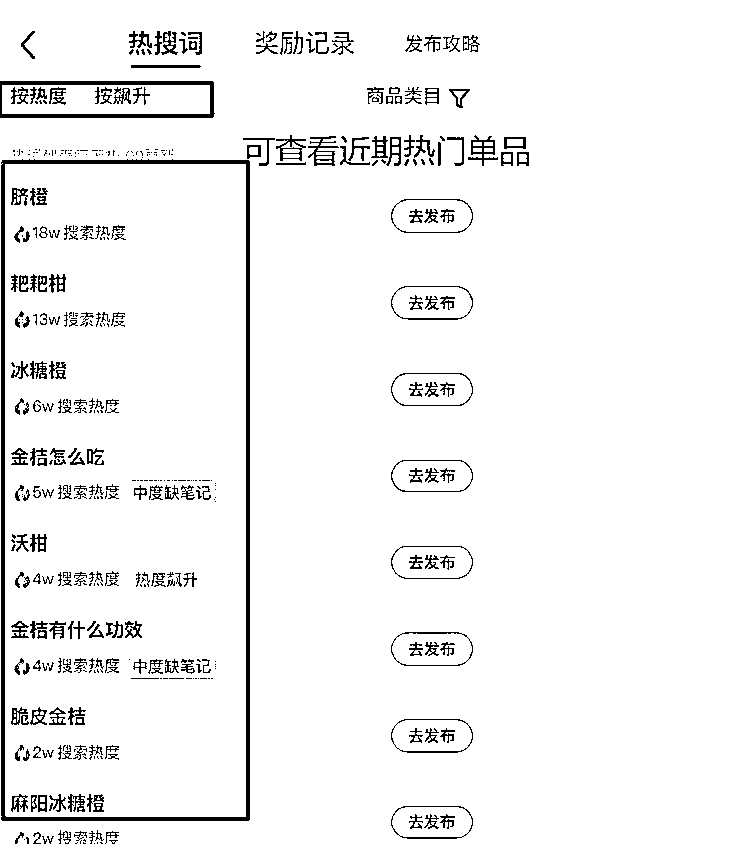 热搜词 奖励记录 发布攻略
按热度 按飙升 商品类目
可查看近期热门单品
脐橙
18w 搜索热度
去发布
耙耙柑
13w 搜索热度
去发布
冰糖橙
6w 搜索热度
去发布
金桔怎么吃
5w 搜索热度 中度缺笔记
去发布
沃柑
4w 搜索热度 热度飙升
去发布
金桔有什么功效
4w 搜索热度 中度缺笔记
去发布
脆皮金桔
2w 搜索热度
去发布
麻阳冰糖橙
2w 搜索热度
去发布